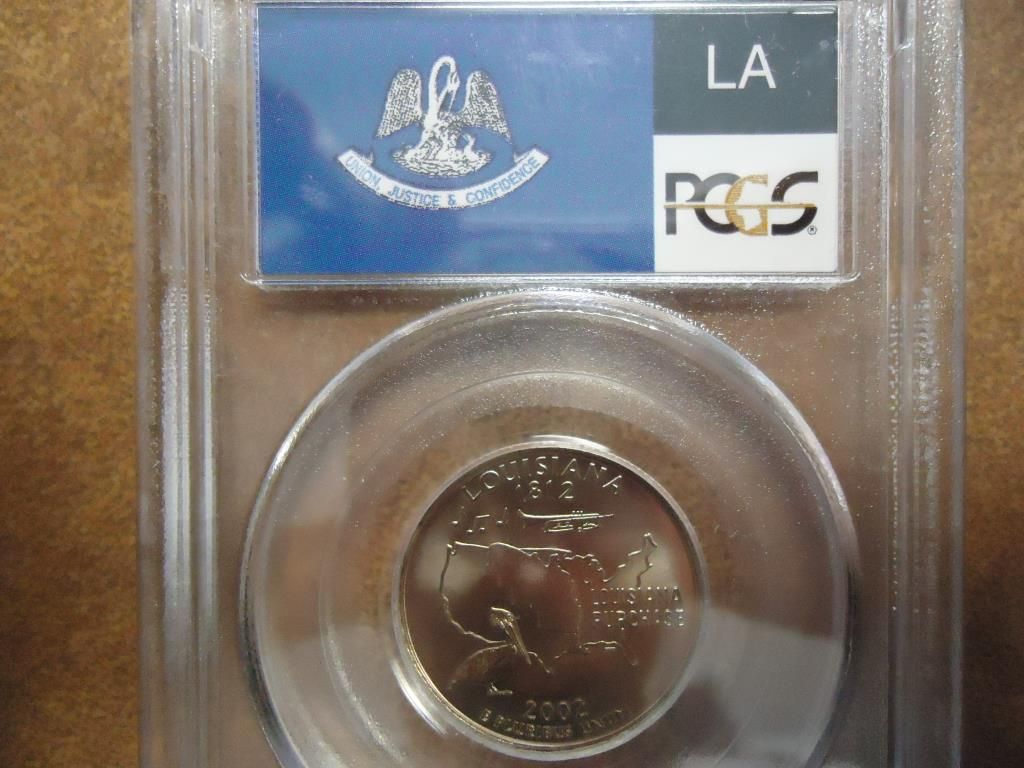 LA
UNION, JUSTICE & CONFIDENCE
PCGS®
LOUISIANA
1812
LOUISIANA
PURCHASE
2002
E PLURIBUS UNUM